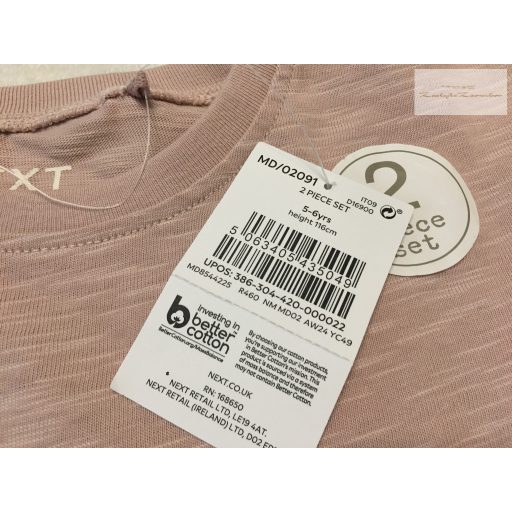 EXT
MD/02091
2 PIECE SET
IT09
D16900
5-6yrs
height 116cm
5 063405 435049
UPOS: 386-304-420-000022
MD8544225 R460 NM MD02 AW24 YC49
investing in
better
cotton
BetterCotton.org/MassBalance
By choosing our cotton products,
you're supporting our investment
in Better Cotton's mission. This
product is sourced via a system
of mass balance and therefore
may not contain Better Cotton.
NEXT.CO.UK
RN: 168650
NEXT RETAIL LTD, LE19 4AT.
NEXT RETAIL (IRELAND) LTD, D02 
2
piece
set